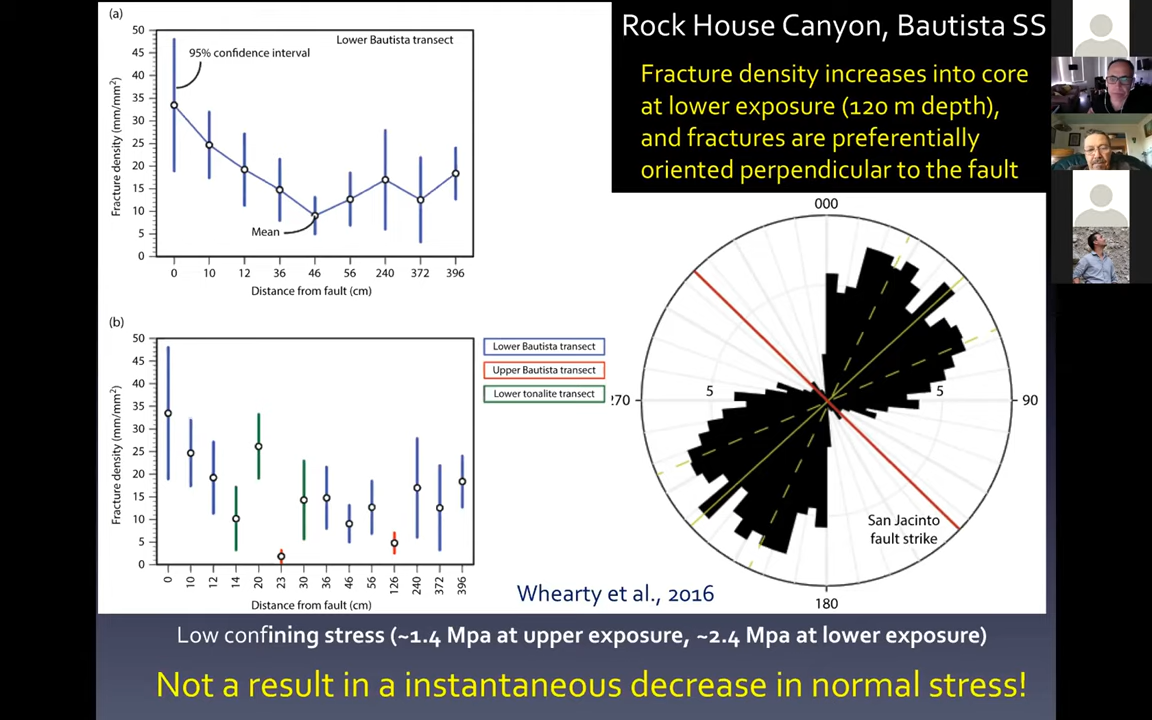 Rock House Canyon, Bautista SS
Fracture density increases into core
at lower exposure (120 m depth),
and fractures are preferentially
oriented perpendicular to the fault
(a)
Lower Bautista transect
95% confidence interval
Mean
Fracture density (mm/mm²)
50
45
40
35
30
25
20
15
10
5
0
0 10 12 36 46 56 240 372 396
Distance from fault (cm)
(b)
Fracture density (mm/mm²)
50
45
40
35
30
25
20
15
10
5
0
0 10 12 14 20 23 30 36 46 56 126 240 372 396
Distance from fault (cm)
Lower Bautista transect
Upper Bautista transect
Lower tonalite transect
000
270
5
5
90
San Jacinto
fault strike
180
Whearty et al., 2016
Low confining stress (~1.4 Mpa at upper exposure, ~2.4 Mpa at lower exposure)
Not a result in a instantaneous decrease in normal stress!